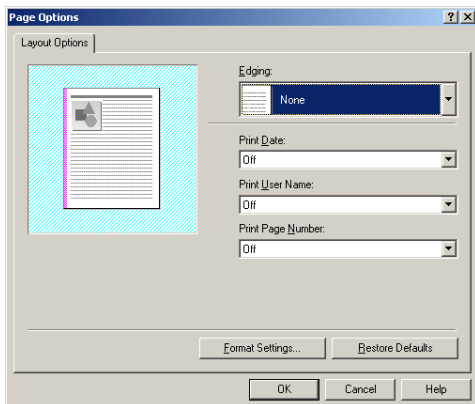 Page Options
Layout Options
Edging:
None
Print Date:
Off
Print User Name:
Off
Print Page Number:
Off
Format Settings...
Restore Defaults
OK
Cancel
Help